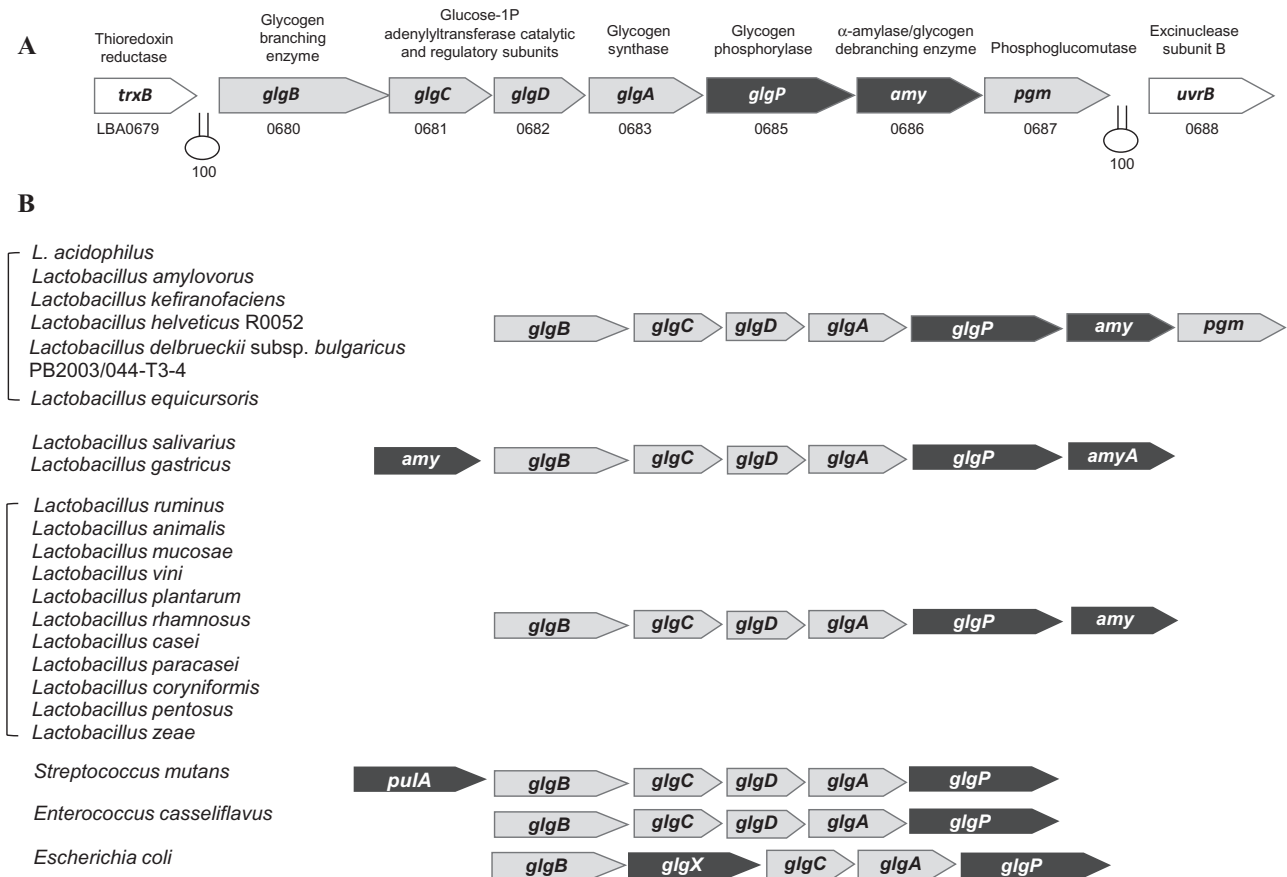 A
Thioredoxin
reductase
Glycogen
branching
enzyme
Glucose-1P
adenylyltransferase catalytic
and regulatory subunits
Glycogen
synthase
Glycogen
phosphorylase
α-amylase/glycogen
debranching enzyme
Phosphoglucomutase
Excinuclease
subunit B
trxB glgB glgC glgD glgA glgP amy pgm uvrB
LBA0679 0680 0681 0682 0683 0685 0686 0687 0688
100 100
B
L. acidophilus
Lactobacillus amylovorus
Lactobacillus kefiranofaciens
Lactobacillus helveticus R0052
Lactobacillus delbrueckii subsp. bulgaricus
PB2003/044-T3-4
Lactobacillus equicursoris
glgB glgC glgD glgA glgP amy pgm
Lactobacillus salivarius
Lactobacillus gastricus
amy glgB glgC glgD glgA glgP amyA
Lactobacillus ruminus
Lactobacillus animalis
Lactobacillus mucosae
Lactobacillus vini
Lactobacillus plantarum
Lactobacillus rhamnosus
Lactobacillus casei
Lactobacillus paracasei
Lactobacillus coryniformis
Lactobacillus pentosus
Lactobacillus zeae
glgB glgC glgD glgA glgP amy
Streptococcus mutans
pulA glgB glgC glgD glgA glgP
Enterococcus casseliflavus
glgB glgC glgD glgA glgP
Escherichia coli
glgB glgX glgC glgA glgP